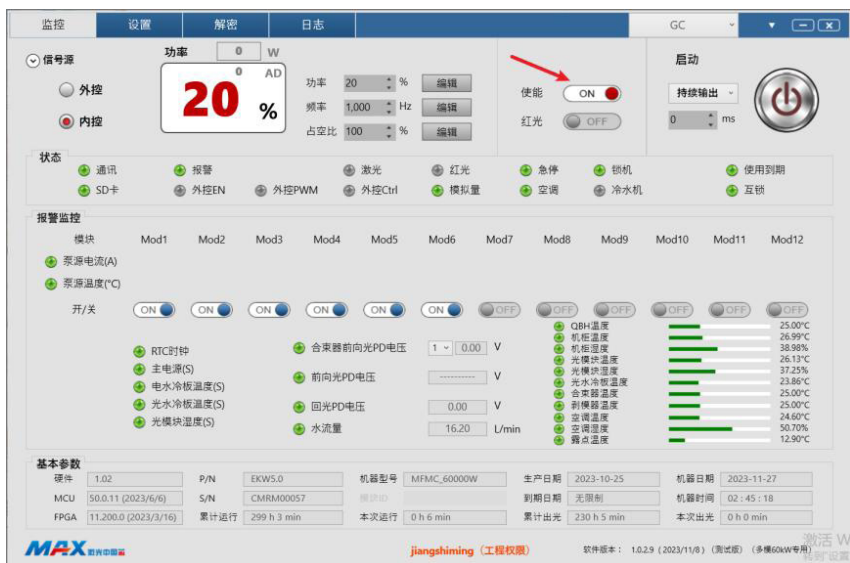 监控 设置 解密 日志 GC
信号源 功率 0 W 启动
外控 0 AD 功率 20 % 编辑 使能 ON 持续输出
内控 20 % 频率 1,000 Hz 编辑 红光 OFF 0 ms
占空比 100 % 编辑
状态
通讯 报警 激光 红光 急停 锁机 使用到期
SD卡 外控EN 外控PWM 外控Ctrl 模拟量 空调 冷水机 互锁
报警监控
模块 Mod1 Mod2 Mod3 Mod4 Mod5 Mod6 Mod7 Mod8 Mod9 Mod10 Mod11 Mod12
泵源电流(A)
泵源温度(°C)
开/关 ON ON ON ON ON ON OFF OFF OFF OFF OFF OFF
QBH温度 25.00°C
机柜温度 26.99°C
RTC时钟 合束器前向光PD电压 1 0.00 V 机柜湿度 38.98%
光模块温度 26.13°C
主电源(S) 光模块湿度 37.25%
电水冷板温度(S) 前向光PD电压 ---------- V 光水冷板温度 23.86°C
合束器温度 25.00°C
光水冷板温度(S) 回光PD电压 0.00 V 剥模器温度 25.00°C
空调温度 24.60°C
光模块湿度(S) 水流量 16.20 L/min 空调湿度 50.70%
露点温度 12.90°C
基本参数
硬件 1.02 P/N EKW5.0 机器型号 MFMC_60000W 生产日期 2023-10-25 机器日期 2023-11-27
MCU 50.0.11 (2023/6/6) S/N CMRM00057 模块ID 到期日期 无限制 机器时间 02:45:18
FPGA 11.200.0 (2023/3/16) 累计运行 299 h 3 min 本次运行 0 h 6 min 累计出光 230 h 5 min 本次出光 0 h 0 min
MAX jiangshiming（工程权限） 软件版本： 1.0.2.9（2023/11/8）（测试版）（多模60kW专用）
激活 W
转到"设置